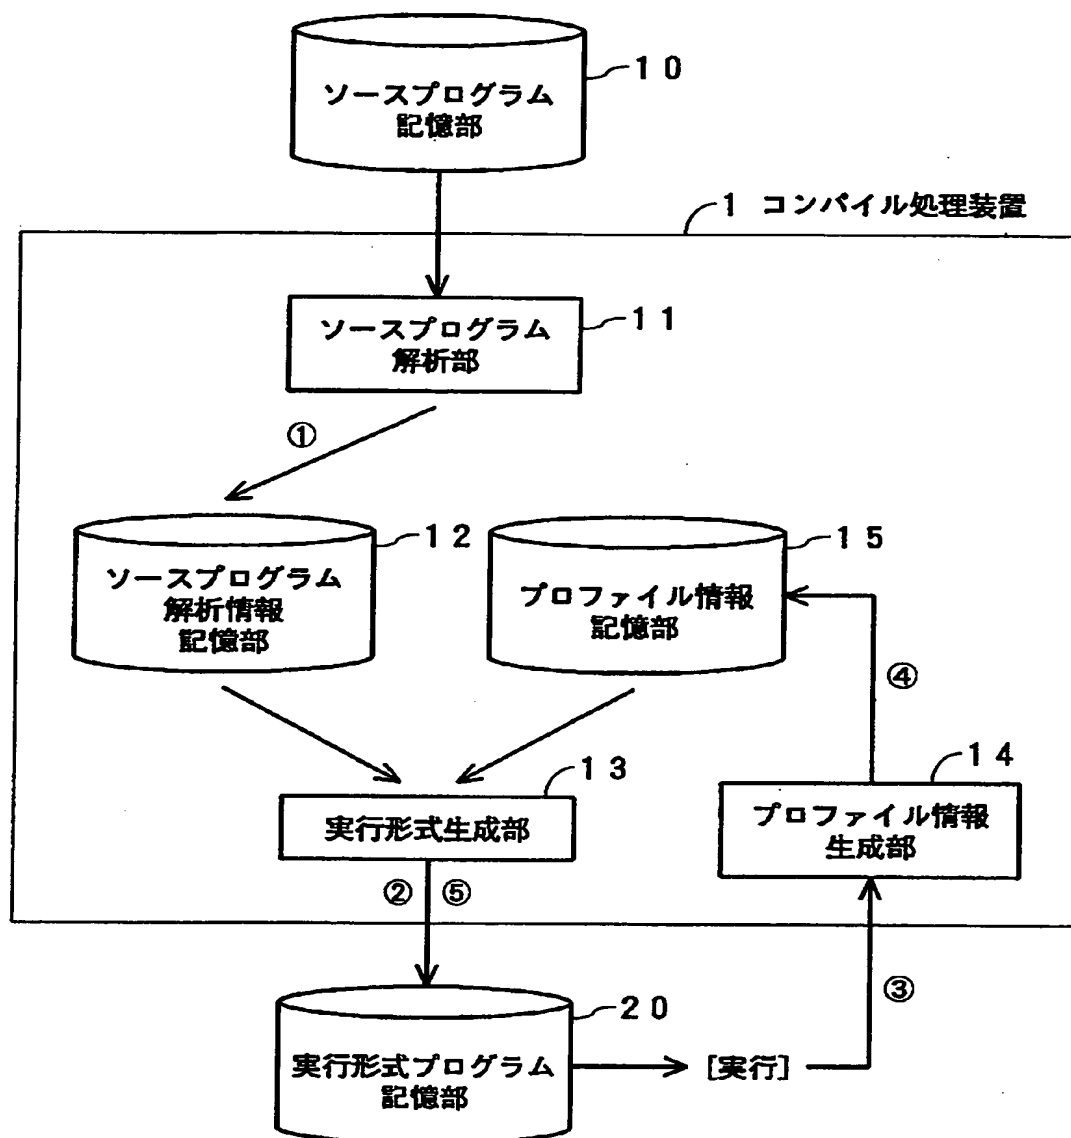 ソースプログラム
記憶部
10
1 コンパイル処理装置
ソースプログラム
解析部
11
①
ソースプログラム
解析情報
記憶部
12
プロファイル情報
記憶部
15
④
実行形式生成部
13
プロファイル情報
生成部
14
② ⑤
③
実行形式プログラム
記憶部
20
[実行]